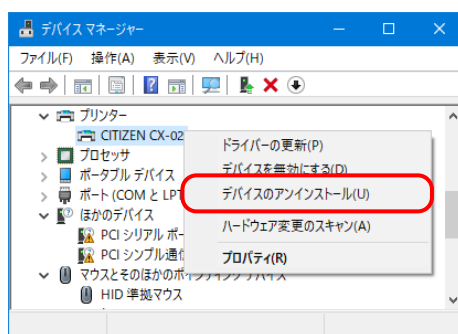 デバイス マネージャー
ファイル(F) 操作(A) 表示(V) ヘルプ(H)
プリンター
CITIZEN CX-02
プロセッサ
ポータブル デバイス
ポート (COM と LPT
ほかのデバイス
PCI シリアル ポー
PCI シンプル通信
マウスとそのほかのポインティング デバイス
HID 準拠マウス
ドライバーの更新(P)
デバイスを無効にする(D)
デバイスのアンインストール(U)
ハードウェア変更のスキャン(A)
プロパティ(R)